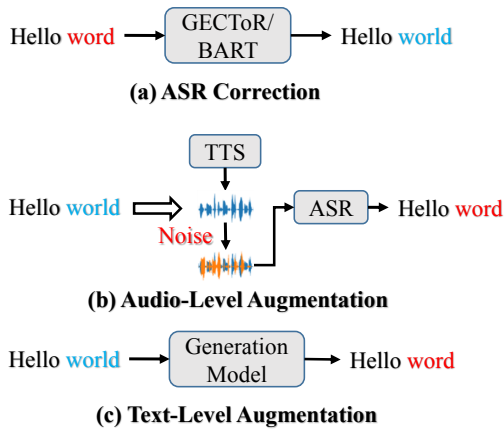 Hello word GECToR/ BART Hello world
(a) ASR Correction
TTS
Hello world ASR Hello word
Noise
(b) Audio-Level Augmentation
Hello world Generation Model Hello word
(c) Text-Level Augmentation